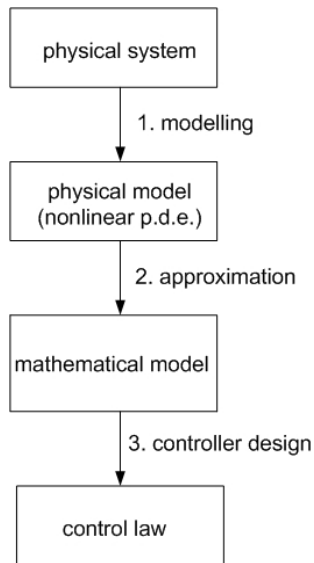 physical system
1. modelling
physical model
(nonlinear p.d.e.)
2. approximation
mathematical model
3. controller design
control law